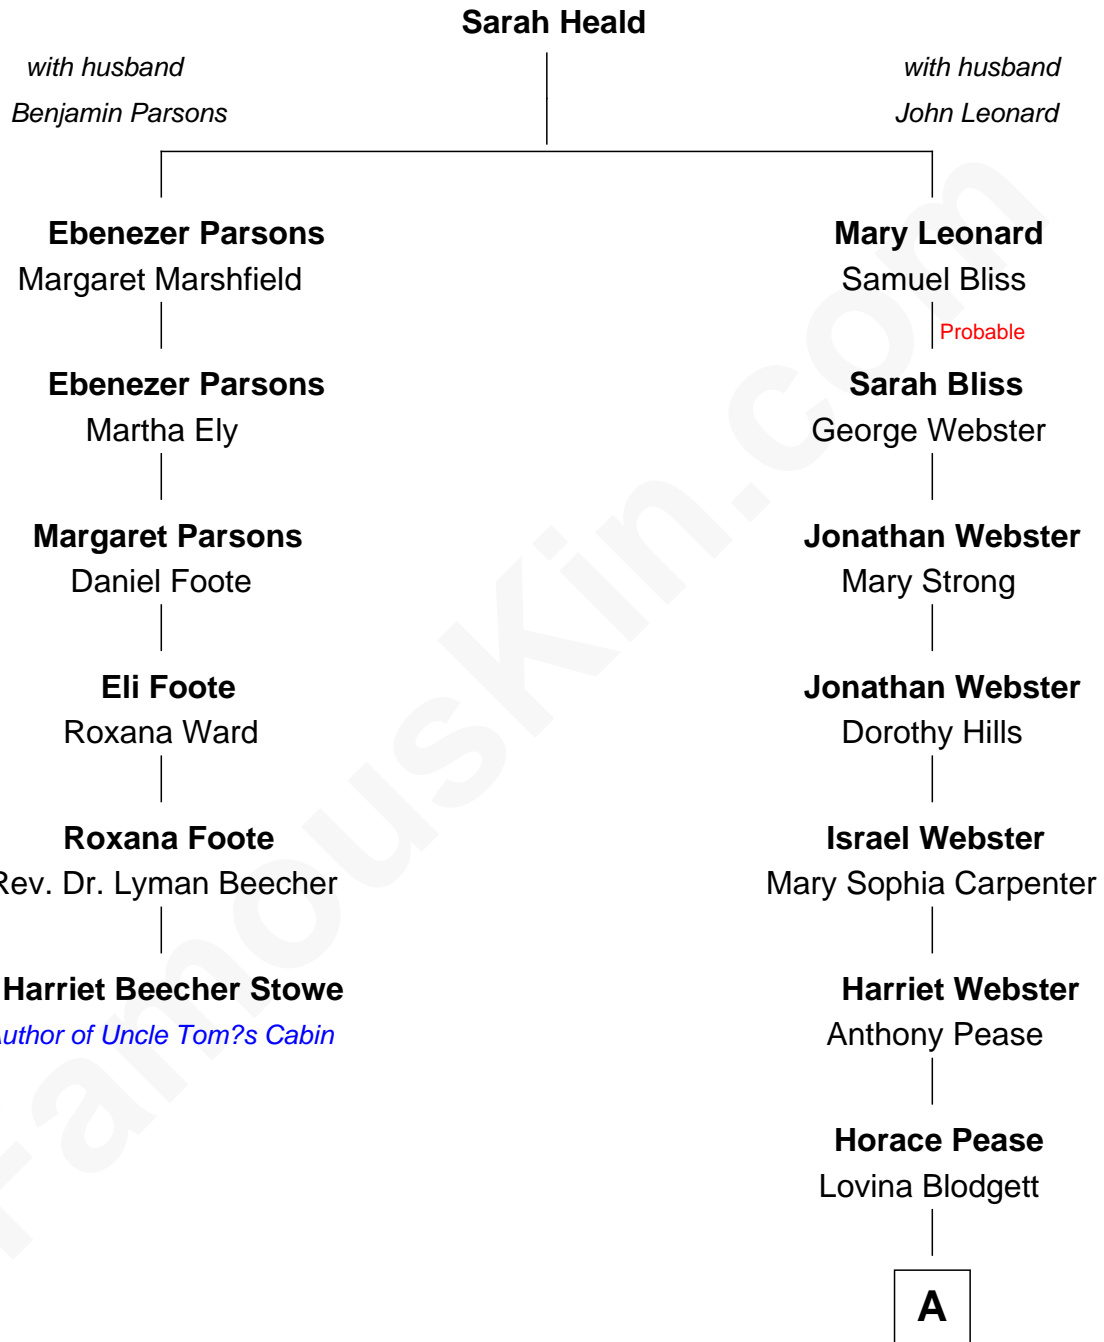 Sarah Heald
with husband
Benjamin Parsons
with husband
John Leonard
Ebenezer Parsons
Margaret Marshfield
Ebenezer Parsons
Martha Ely
Margaret Parsons
Daniel Foote
Eli Foote
Roxana Ward
Roxana Foote
Rev. Dr. Lyman Beecher
Harriet Beecher Stowe
Author of Uncle Tom?s Cabin
Mary Leonard
Samuel Bliss
Probable
Sarah Bliss
George Webster
Jonathan Webster
Mary Strong
Jonathan Webster
Dorothy Hills
Israel Webster
Mary Sophia Carpenter
Harriet Webster
Anthony Pease
Horace Pease
Lovina Blodgett
A
FamousKin.com